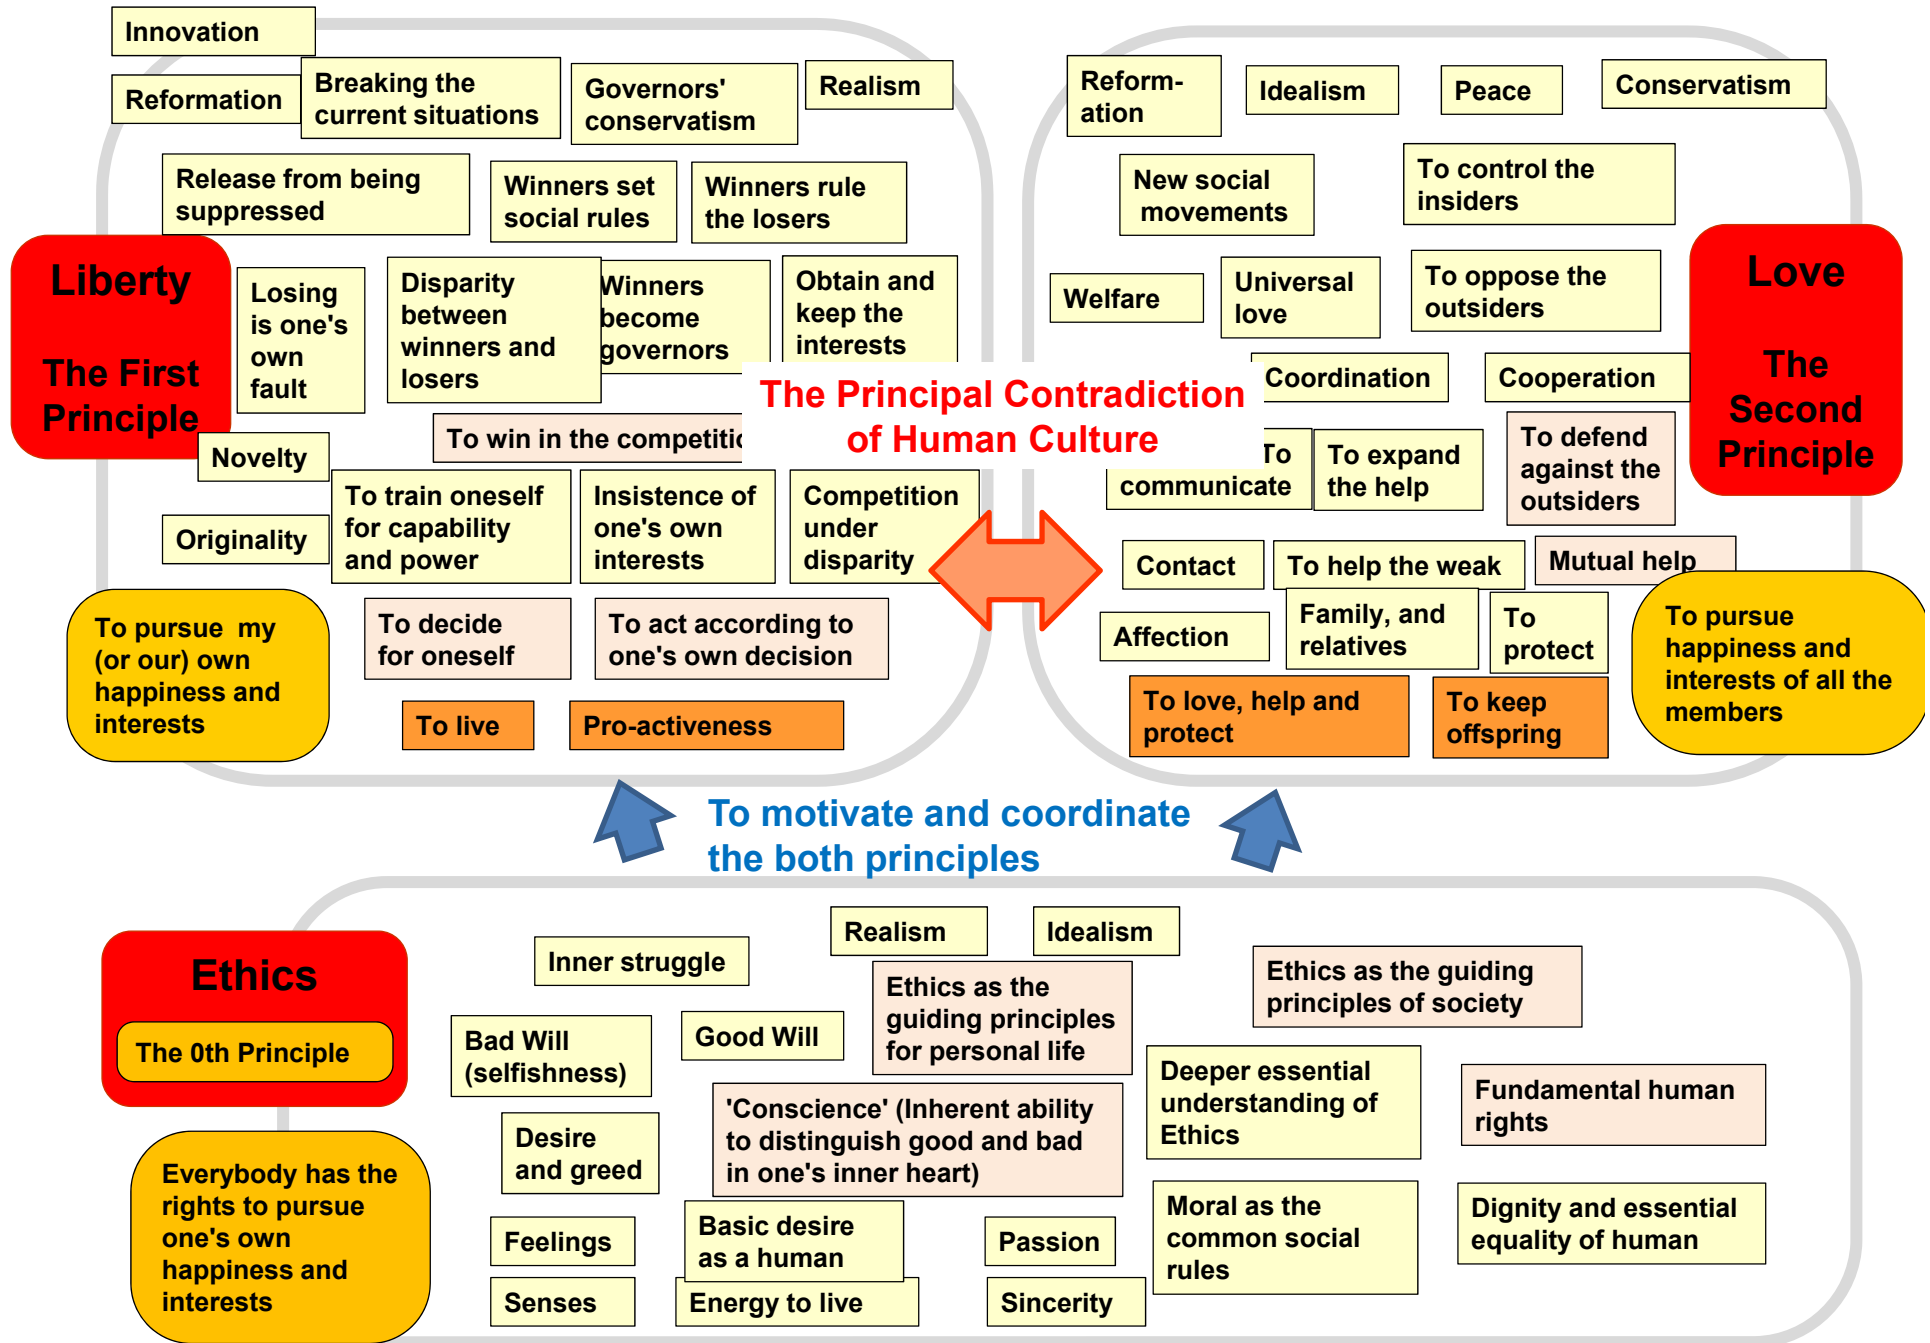 Innovation
Reformation
Breaking the
current situations
Governors'
conservatism
Realism
Release from being
suppressed
Winners set
social rules
Winners rule
the losers
Liberty
The First
Principle
Losing
is one's
own
fault
Disparity
between
winners and
losers
Winners
become
governors
Obtain and
keep the
interests
To win in the competitio
Novelty
Originality
To train oneself
for capability
and power
Insistence of
one's own
interests
Competition
under
disparity
To pursue my
(or our) own
happiness and
interests
To decide
for oneself
To act according to
one's own decision
To live
Pro-activeness
The Principal Contradiction
of Human Culture
Reform-
ation
Idealism
Peace
Conservatism
New social
movements
To control the
insiders
Welfare
Universal
love
To oppose the
outsiders
Love
The
Second
Principle
Coordination
Cooperation
To
communicate
To expand
the help
To defend
against the
outsiders
Contact
To help the weak
Mutual help
Affection
Family, and
relatives
To
protect
To pursue
happiness and
interests of all the
members
To love, help and
protect
To keep
offspring
To motivate and coordinate
the both principles
Ethics
The 0th Principle
Everybody has the
rights to pursue
one's own
happiness and
interests
Inner struggle
Realism
Idealism
Bad Will
(selfishness)
Good Will
Ethics as the
guiding principles
for personal life
Ethics as the guiding
principles of society
Desire
and greed
'Conscience' (Inherent ability
to distinguish good and bad
in one's inner heart)
Deeper essential
understanding of
Ethics
Fundamental human
rights
Feelings
Basic desire
as a human
Passion
Moral as the
common social
rules
Dignity and essential
equality of human
Senses
Energy to live
Sincerity